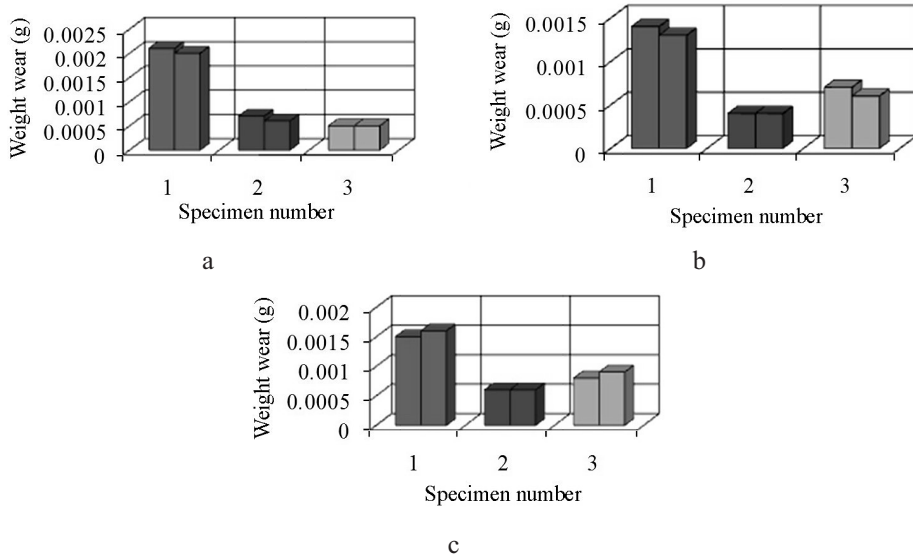 Weight wear (g)
0.0025
0.002
0.0015
0.001
0.0005
0
1 2 3
Specimen number
a
Weight wear (g)
0.0015
0.001
0.0005
0
1 2 3
Specimen number
b
Weight wear (g)
0.002
0.0015
0.001
0.0005
0
1 2 3
Specimen number
c